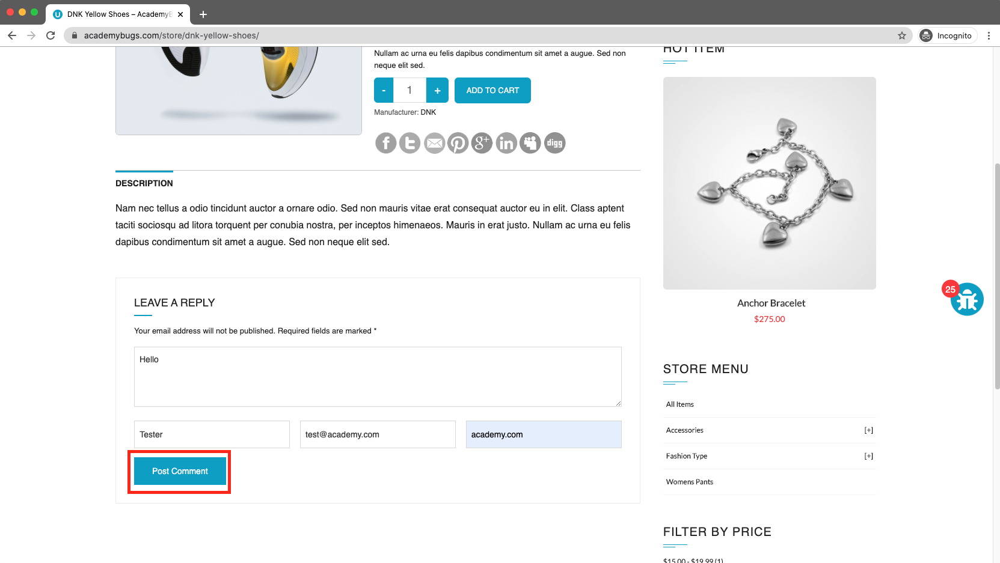 DNK Yellow Shoes – AcademyB
academybugs.com/store/dnk-yellow-shoes/
Incognito
Nullam ac urna eu felis dapibus condimentum sit amet a augue. Sed non
neque elit sed.
- 1 + ADD TO CART
Manufacturer: DNK
digg
DESCRIPTION
Nam nec tellus a odio tincidunt auctor a ornare odio. Sed non mauris vitae erat consequat auctor eu in elit. Class aptent
taciti sociosqu ad litora torquent per conubia nostra, per inceptos himenaeos. Mauris in erat justo. Nullam ac urna eu felis
dapibus condimentum sit amet a augue. Sed non neque elit sed.
LEAVE A REPLY
Your email address will not be published. Required fields are marked *
Hello
Tester
test@academy.com
academy.com
Post Comment
HOT ITEM
Anchor Bracelet
$275.00
25
STORE MENU
All Items
Accessories [+]
Fashion Type [+]
Womens Pants
FILTER BY PRICE
$15.00 - $19.99 (1)